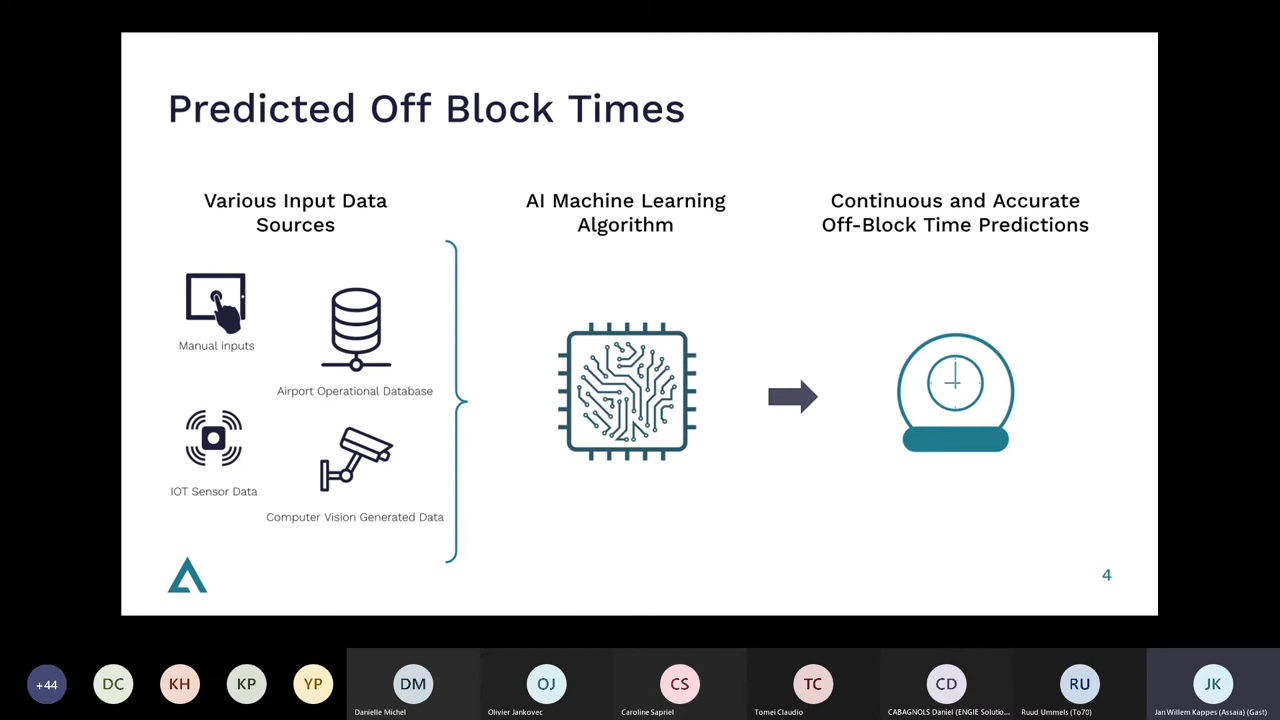 Predicted Off Block Times
Various Input Data
Sources
AI Machine Learning
Algorithm
Continuous and Accurate
Off-Block Time Predictions
Manual inputs
Airport Operational Database
IOT Sensor Data
Computer Vision Generated Data
4
+44
DC
KH
KP
YP
DM
OJ
CS
TC
CD
RU
JK
Danielle Michel
Olivier Jankovec
Caroline Sapriel
Tomei Claudio
CABAGNOLS Daniel (ENGIE Solutio...
Ruud Ummels (To70)
Jan Willem Kappes (Assaia) (Gast)